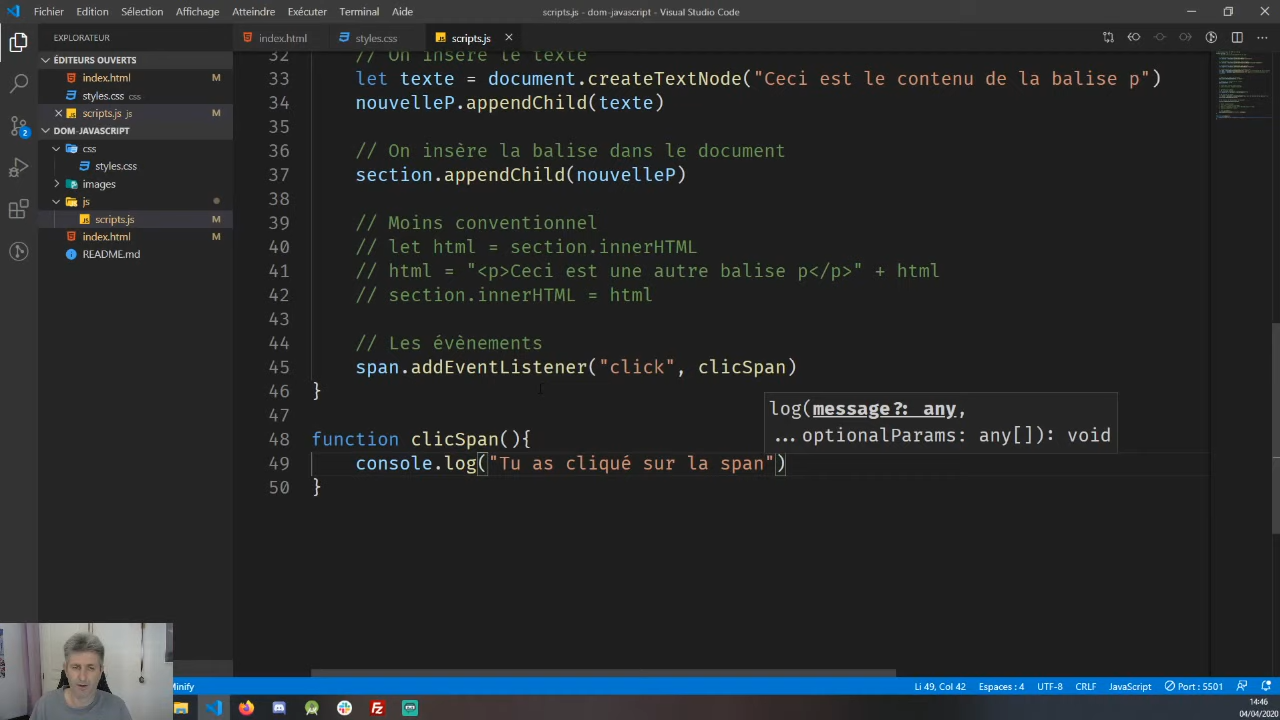 Fichier Edition Sélection Affichage Atteindre Exécuter Terminal Aide
scripts.js - dom-javascript - Visual Studio Code
EXPLORATEUR
ÉDITEURS OUVERTS
index.html M
styles.css css
scripts.js js M
DOM-JAVASCRIPT
css
styles.css
images
js
scripts.js M
index.html M
README.md
2
index.html
styles.css
scripts.js
32 // On insère le texte
33 let texte = document.createTextNode("Ceci est le contenu de la balise p")
34 nouvelleP.appendChild(texte)
35
36 // On insère la balise dans le document
37 section.appendChild(nouvelleP)
38
39 // Moins conventionnel
40 // let html = section.innerHTML
41 // html = "<p>Ceci est une autre balise p</p>" + html
42 // section.innerHTML = html
43
44 // Les évènements
45 span.addEventListener("click", clicSpan)
46 }
47
48 function clicSpan(){
49 console.log("Tu as cliqué sur la span")
50 }
log(message?: any,
...optionalParams: any[]): void
Minify
Li 49, Col 42 Espaces : 4 UTF-8 CRLF JavaScript Port : 5501
14:46
04/04/2020